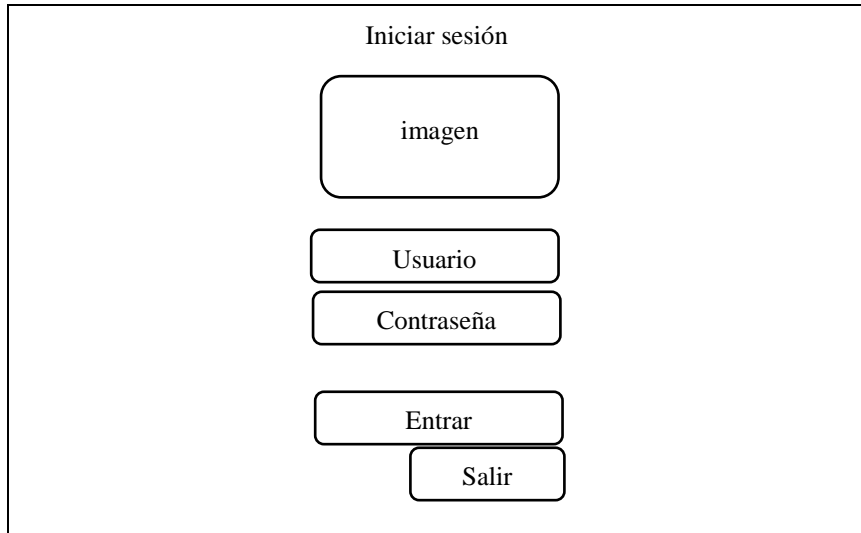 Iniciar sesión
imagen
Usuario
Contraseña
Entrar
Salir